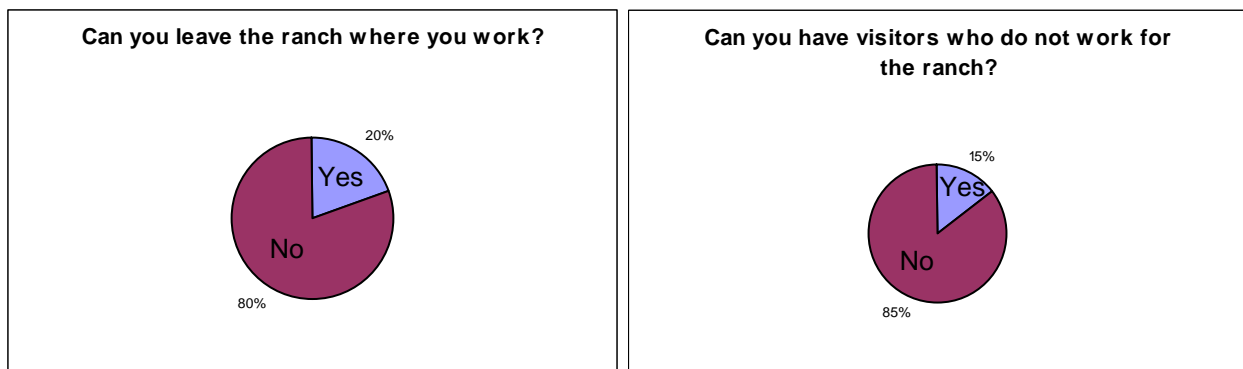 Can you leave the ranch where you work?
20%
Yes
No
80%
Can you have visitors who do not work for
the ranch?
15%
Yes
No
85%